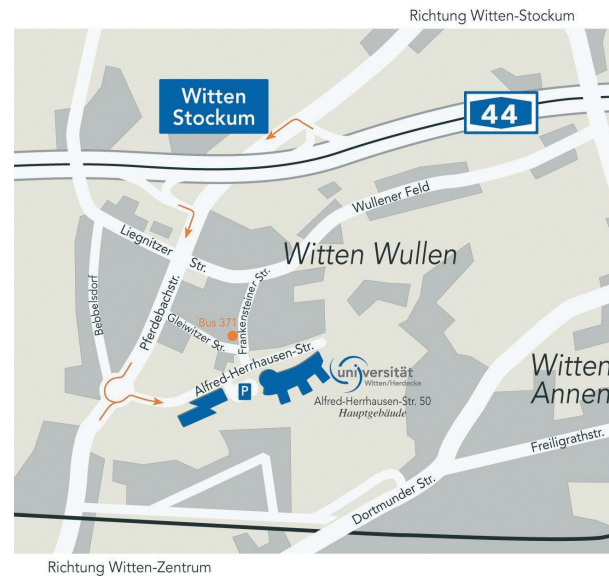 Richtung Witten-Stockum
Witten
Stockum
44
Wullener Feld
Liegnitzer Str.
Witten Wullen
Bebbelsdorf
Pferdebachstr.
Bus 371
Gleiwitzer Str.
Frankensteiner Str.
Alfred-Herrhausen-Str.
P
universität
Witten/Herdecke
Alfred-Herrhausen-Str. 50
Hauptgebäude
Witten
Annen
Freiligrathstr.
Dortmunder Str.
Richtung Witten-Zentrum